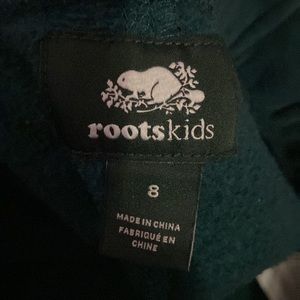 rootskids
8
MADE IN CHINA
FABRIQUÉ EN
CHINE